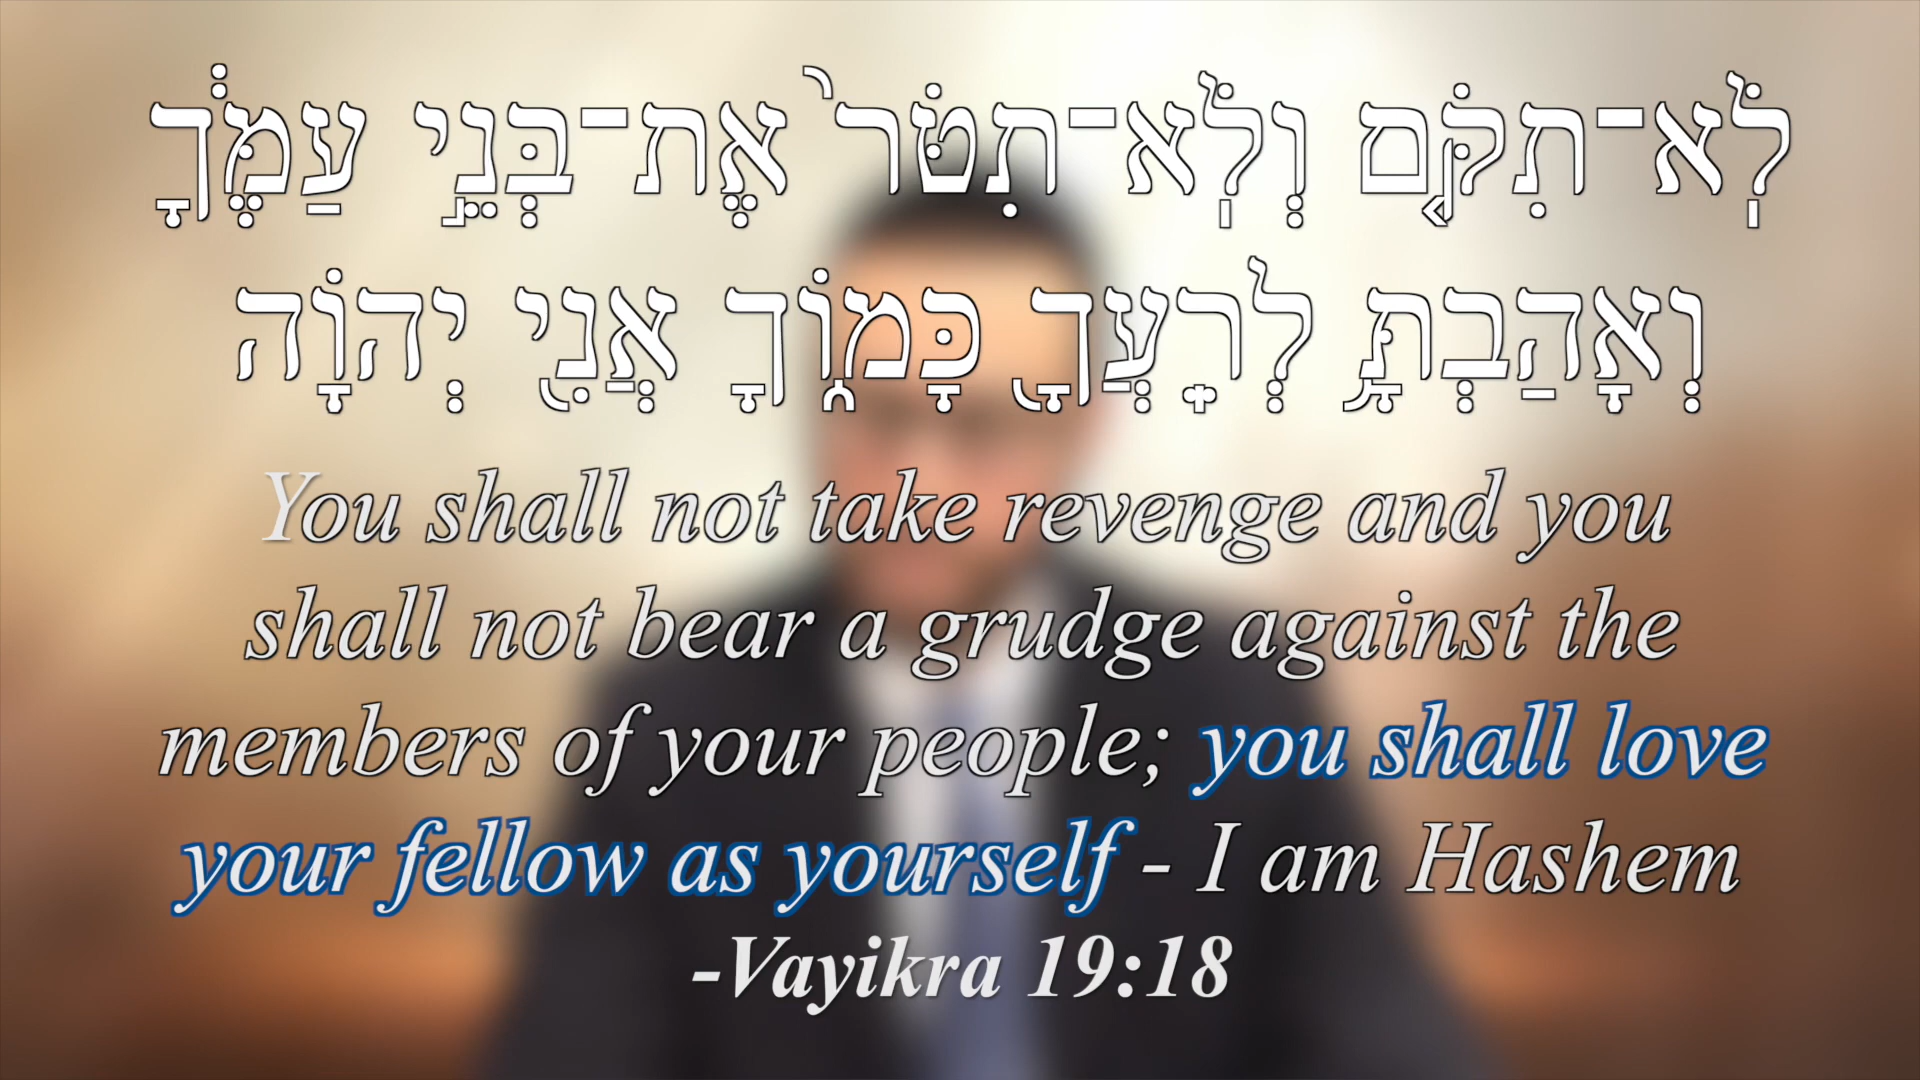 לֹֽא־תִקֹּ֤ם וְלֹֽא־תִטֹּר֙ אֶת־בְּנֵ֣י עַמֶּ֔ךָ
וְאָֽהַבְתָּ֥ לְרֵֽעֲךָ֖ כָּמ֑וֹךָ אֲנִ֖י יְהֹוָֽה
You shall not take revenge and you
shall not bear a grudge against the
members of your people; you shall love
your fellow as yourself - I am Hashem
-Vayikra 19:18